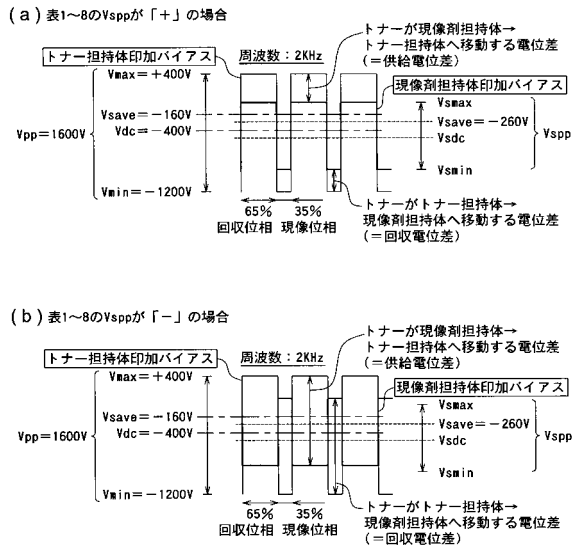 (a) 表1～8のVsppが「+」の場合
トナーが現像剤担持体→
トナー担持体へ移動する電位差
(=供給電位差)
周波数：2KHz
トナー担持体印加バイアス
Vmax=+400V
現像剤担持体印加バイアス
Vsmax
Vsave=-160V
Vsave=-260V
Vpp=1600V
Vdc=-400V
Vsdc
Vspp
Vsmin
Vmin=-1200V
65%
35%
回収位相
現像位相
トナーがトナー担持体→
現像剤担持体へ移動する電位差
(=回収電位差)
(b) 表1～8のVsppが「－」の場合
トナーが現像剤担持体→
トナー担持体へ移動する電位差
(=供給電位差)
周波数：2KHz
トナー担持体印加バイアス
Vmax=+400V
現像剤担持体印加バイアス
Vsmax
Vsave=-160V
Vsave=-260V
Vpp=1600V
Vdc=-400V
Vsdc
Vspp
Vsmin
Vmin=-1200V
65%
35%
回収位相
現像位相
トナーがトナー担持体→
現像剤担持体へ移動する電位差
(=回収電位差)